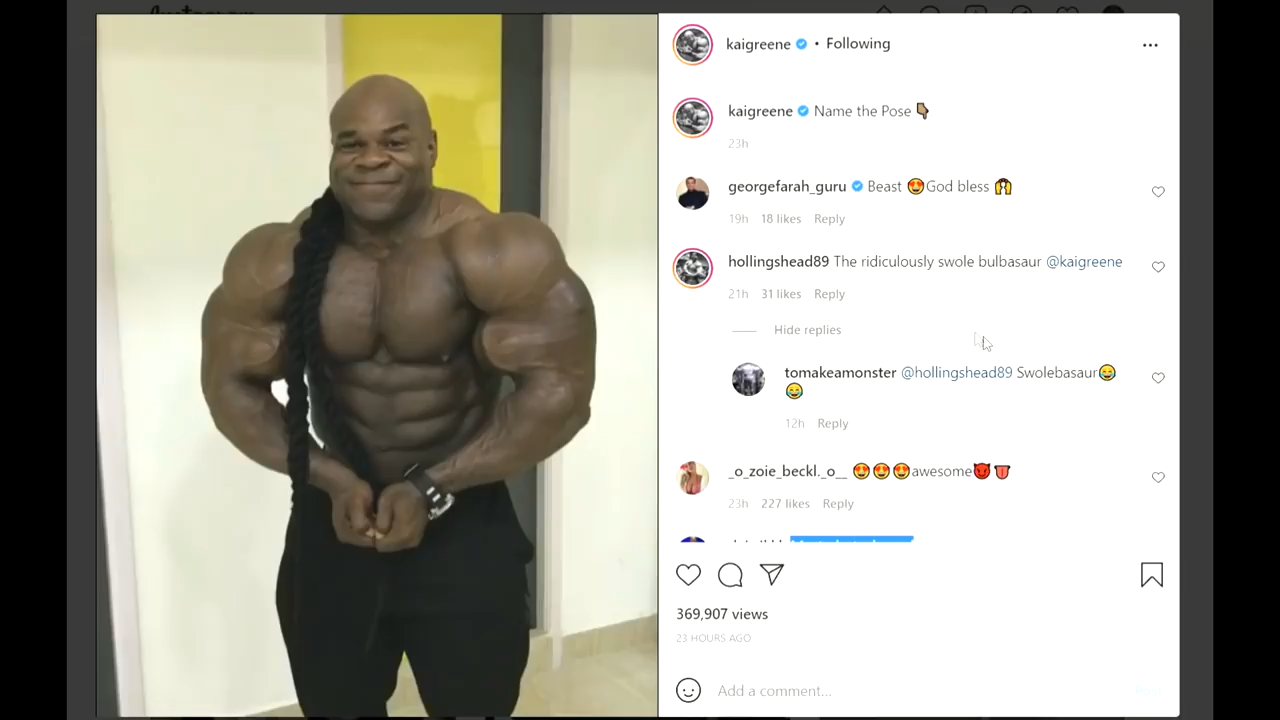 kaigreene • Following
kaigreene Name the Pose
23h
georgefarah_guru Beast 😍God bless 🙌
19h 18 likes Reply
hollingshead89 The ridiculously swole bulbasaur @kaigreene
21h 31 likes Reply
Hide replies
tomakeamonster @hollingshead89 Swolebasaur😂
😂
12h Reply
_o_zoie_beckl._o__ 😍😍😍awesome😈👅
23h 227 likes Reply
369,907 views
23 HOURS AGO
Add a comment...